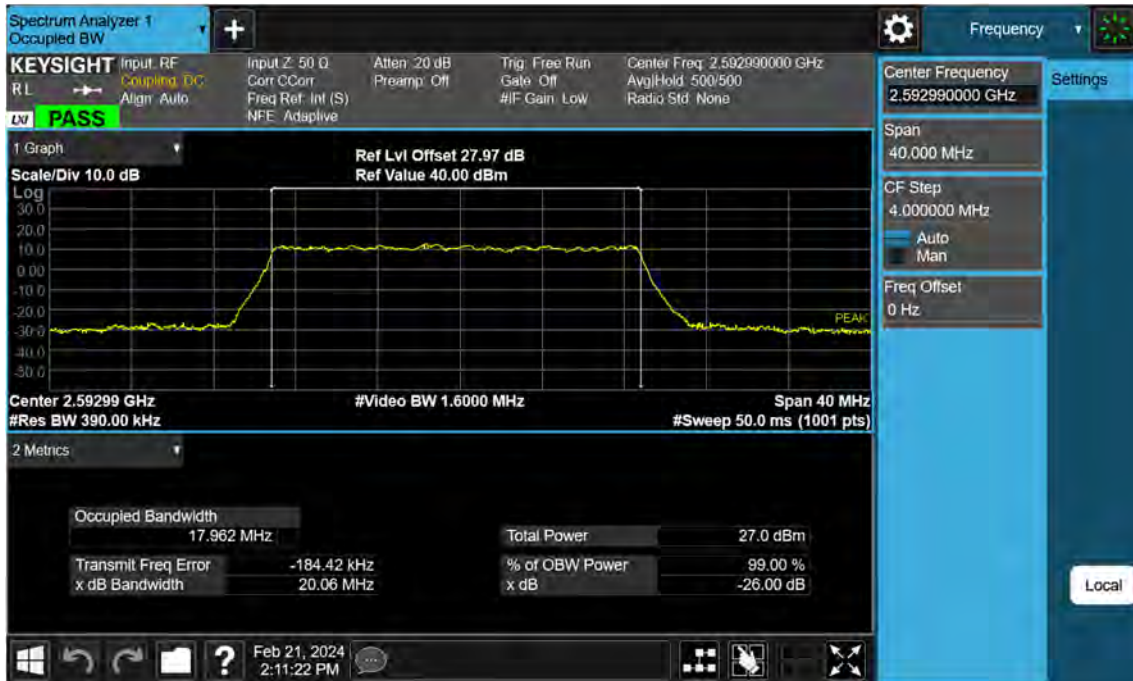 Spectrum Analyzer 1
Occupied BW
+
Frequency
KEYSIGHT
RL
LXI
PASS
Input: RF
Coupling: DC
Align: Auto
Input Z: 50 Ω
Corr CCorr
Freq Ref: Int (S)
NFE: Adaptive
Atten: 20 dB
Preamp: Off
Trig: Free Run
Gate: Off
#IF Gain: Low
Center Freq: 2.592990000 GHz
Avg|Hold: 500/500
Radio Std: None
1 Graph
Scale/Div 10.0 dB
Ref Lvl Offset 27.97 dB
Ref Value 40.00 dBm
Log
30.0
20.0
10.0
0.00
-10.0
-20.0
-30.0
-40.0
-50.0
PEAK
Center 2.59299 GHz
#Video BW 1.6000 MHz
Span 40 MHz
#Res BW 390.00 kHz
#Sweep 50.0 ms (1001 pts)
2 Metrics
Occupied Bandwidth
17.962 MHz
Transmit Freq Error -184.42 kHz
x dB Bandwidth 20.06 MHz
Total Power 27.0 dBm
% of OBW Power 99.00 %
x dB -26.00 dB
Center Frequency
2.592990000 GHz
Settings
Span
40.000 MHz
CF Step
4.000000 MHz
Auto
Man
Freq Offset
0 Hz
Local
?
Feb 21, 2024
2:11:22 PM